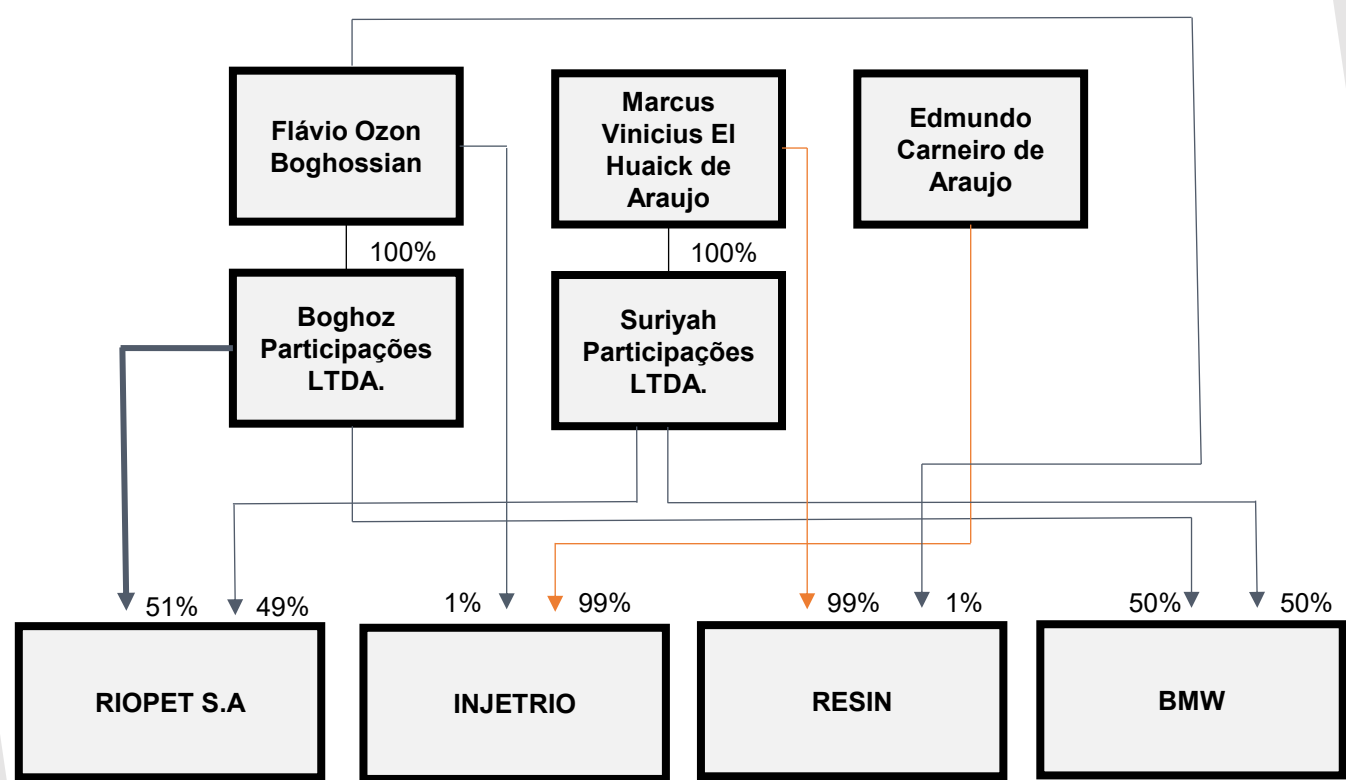 Flávio Ozon
Boghossian
Marcus
Vinicius El
Huaick de
Araujo
Edmundo
Carneiro de
Araujo
100%
100%
Boghoz
Participações
LTDA.
Suriyah
Participações
LTDA.
51%
49%
1%
99%
99%
1%
50%
50%
RIOPET S.A
INJETRIO
RESIN
BMW